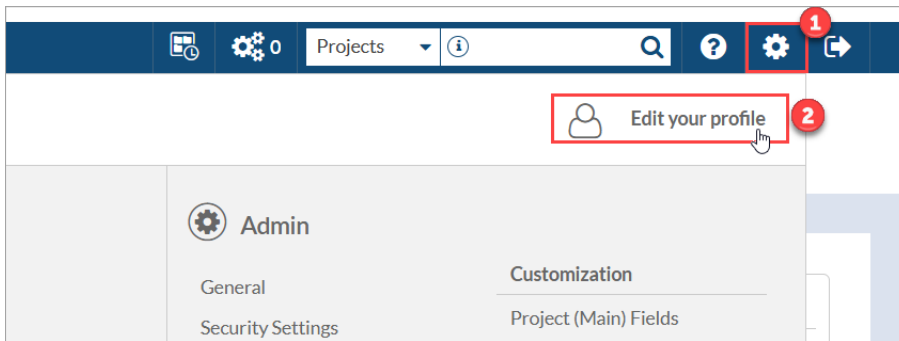 1
0 Projects i ?
2
Edit your profile
Admin
General
Customization
Security Settings
Project (Main) Fields